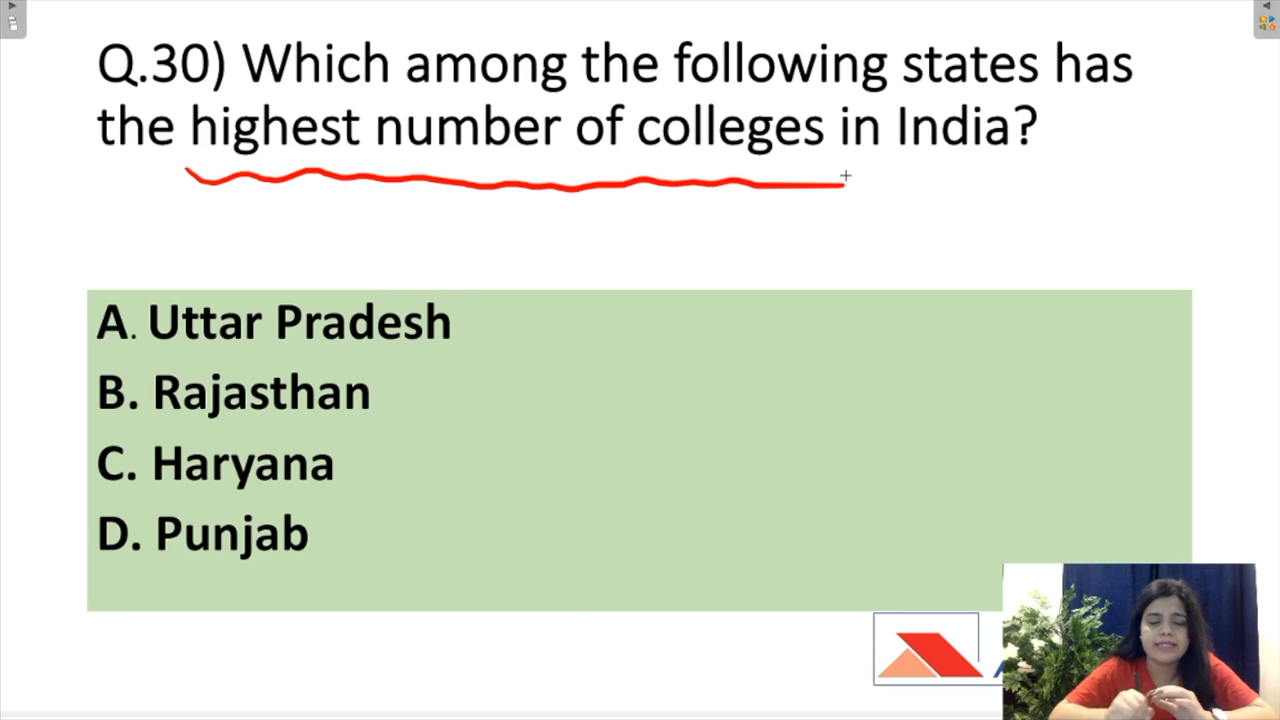 Q.30) Which among the following states has
the highest number of colleges in India?
A. Uttar Pradesh
B. Rajasthan
C. Haryana
D. Punjab